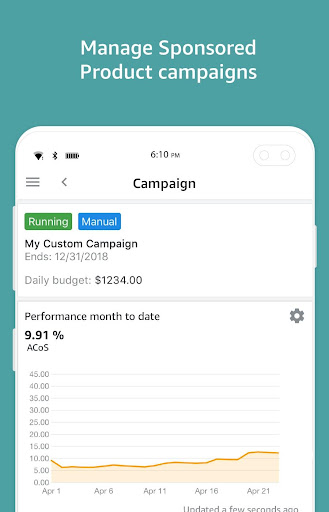 Manage Sponsored
Product campaigns
6:10 PM
Campaign
Running Manual
My Custom Campaign
Ends: 12/31/2018
Daily budget: $1234.00
Performance month to date
9.91 %
ACoS
45.00
40.00
35.00
30.00
25.00
20.00
15.00
10.00
5.00
0.00
Apr 1 Apr 6 Apr 11 Apr 16 Apr 21
Updated a few seconds ago